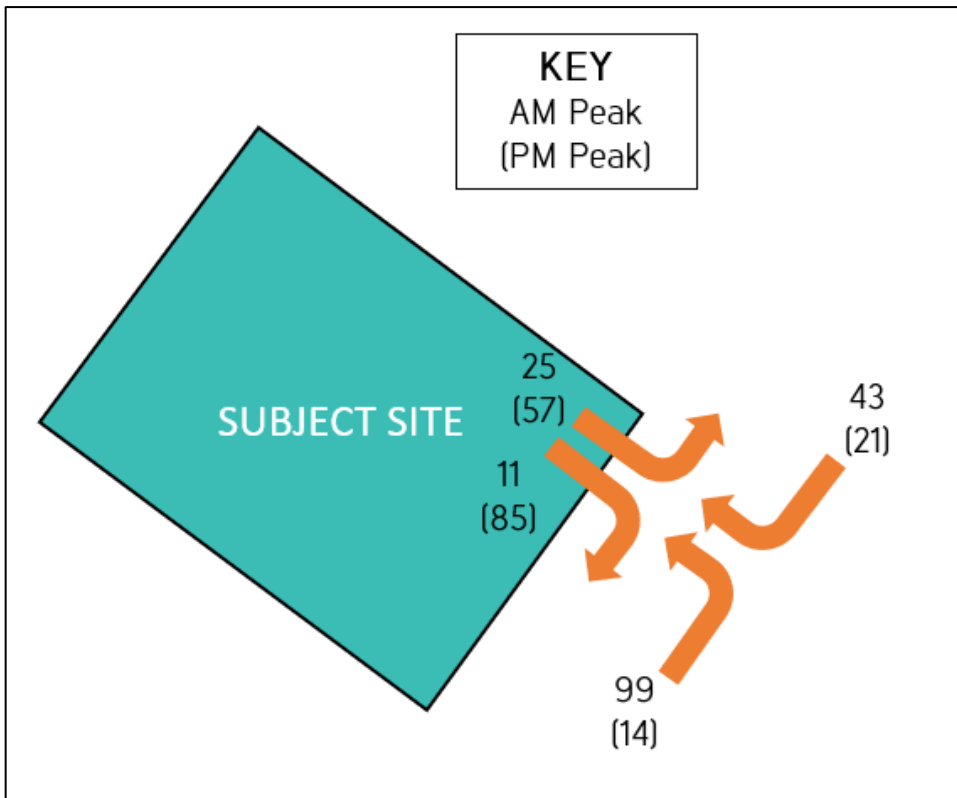 KEY
AM Peak
(PM Peak)
25
(57)
43
(21)
SUBJECT SITE
11
(85)
99
(14)